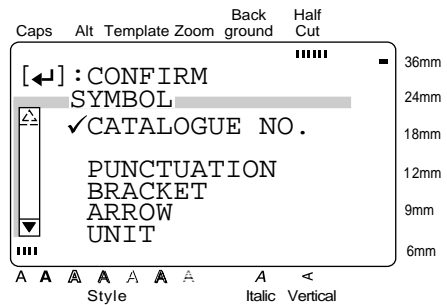 Back Half
Caps Alt Template Zoom ground Cut
[↵]:CONFIRM
SYMBOL
✓CATALOGUE NO.
PUNCTUATION
BRACKET
ARROW
UNIT
36mm
24mm
18mm
12mm
9mm
6mm
A A A A A A A A A
Style Italic Vertical